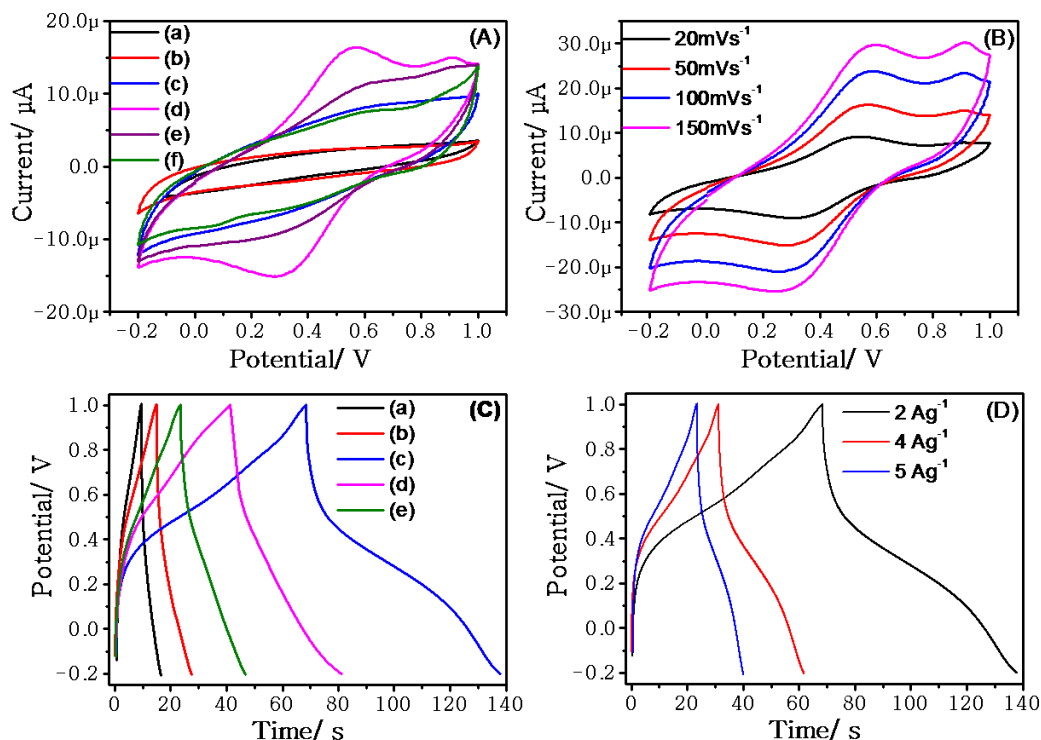 (A)
(a)
(b)
(c)
(d)
(e)
(f)
20.0μ
10.0μ
0.0
−10.0μ
−20.0μ
Current/ μA
−0.2 0.0 0.2 0.4 0.6 0.8 1.0
Potential/ V
(B)
20mVs⁻¹
50mVs⁻¹
100mVs⁻¹
150mVs⁻¹
30.0μ
20.0μ
10.0μ
0.0
−10.0μ
−20.0μ
−30.0μ
Current/ μA
−0.2 0.0 0.2 0.4 0.6 0.8 1.0
Potential/ V
(C)
(a)
(b)
(c)
(d)
(e)
1.0
0.8
0.6
0.4
0.2
0.0
−0.2
Potential/ V
0 20 40 60 80 100 120 140
Time/ s
(D)
2 Ag⁻¹
4 Ag⁻¹
5 Ag⁻¹
1.0
0.8
0.6
0.4
0.2
0.0
−0.2
Potential/ V
0 20 40 60 80 100 120 140
Time/ s